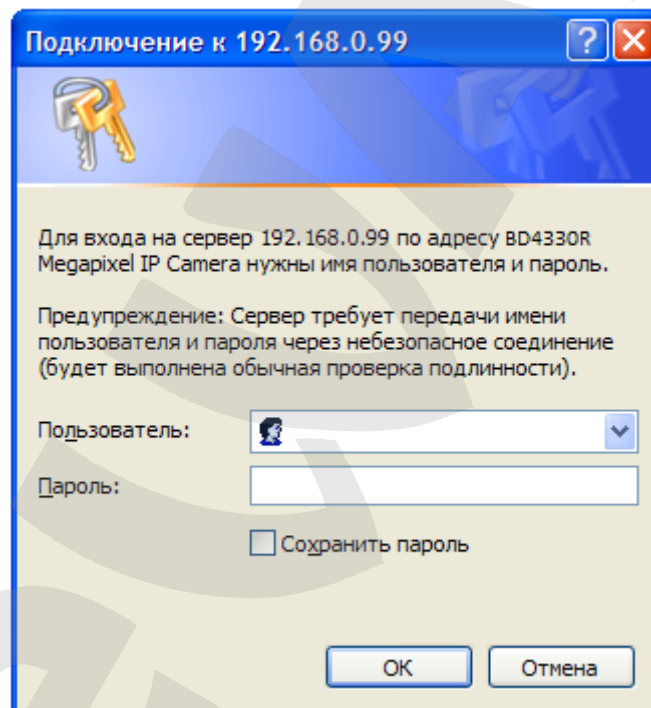 Подключение к 192.168.0.99
Для входа на сервер 192.168.0.99 по адресу BD4330R
Megapixel IP Camera нужны имя пользователя и пароль.
Предупреждение: Сервер требует передачи имени
пользователя и пароля через небезопасное соединение
(будет выполнена обычная проверка подлинности).
Пользователь:
Пароль:
Сохранить пароль
ОК Отмена